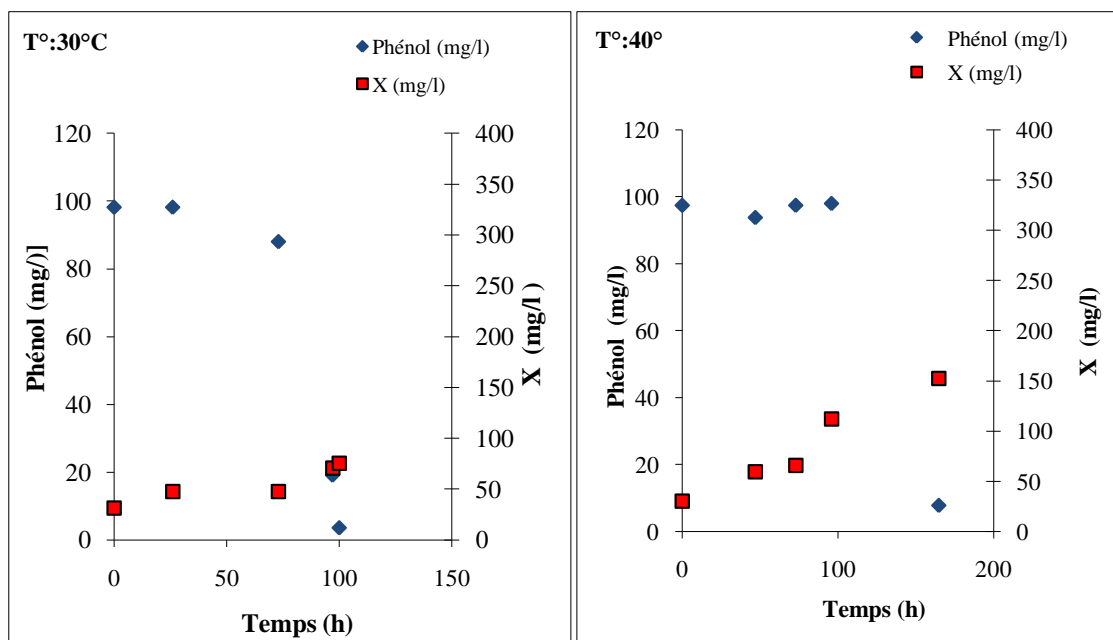 T°:30°C
Phénol (mg/l)
X (mg/l)
Phénol (mg/)]
120
100
80
60
40
20
0
400
350
300
250
200
150
100
50
0
X (mg/l )
0 50 100 150
Temps (h)
T°:40°
Phénol (mg/l)
X (mg/l)
Phénol (mg/l)
120
100
80
60
40
20
0
400
350
300
250
200
150
100
50
0
X (mg/l)
0 100 200
Temps (h)